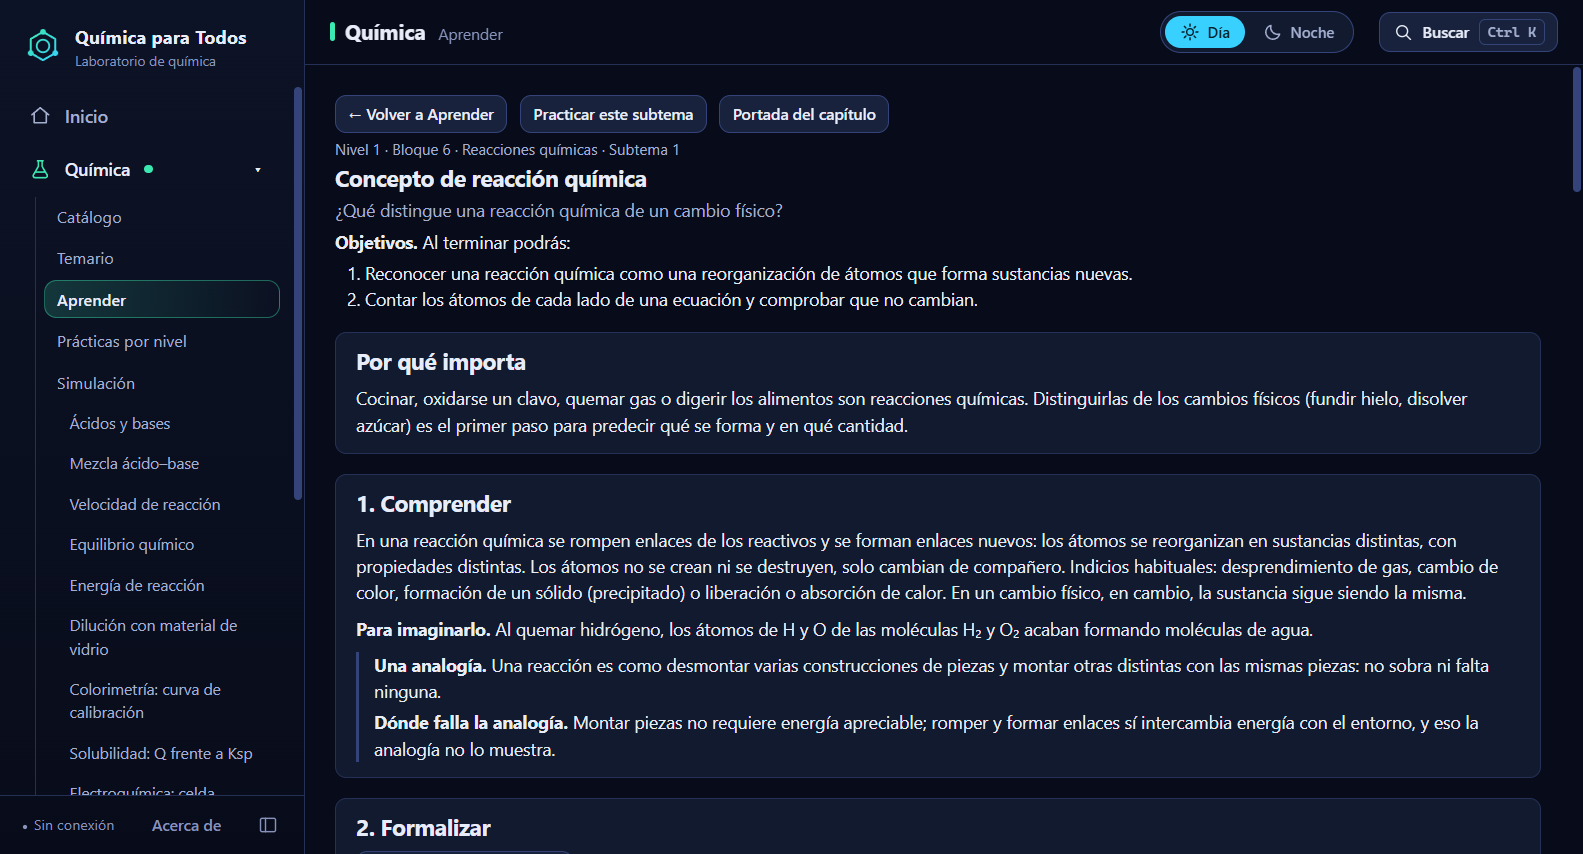 Química para Todos
Laboratorio de química
Inicio
Química
Catálogo
Temario
Aprender
Prácticas por nivel
Simulación
Ácidos y bases
Mezcla ácido–base
Velocidad de reacción
Equilibrio químico
Energía de reacción
Dilución con material de
vidrio
Colorimetría: curva de
calibración
Solubilidad: Q frente a Ksp
Electroquímica: celda
Sin conexión
Acerca de
Química Aprender
Día
Noche
Buscar Ctrl K
← Volver a Aprender
Practicar este subtema
Portada del capítulo
Nivel 1 · Bloque 6 · Reacciones químicas · Subtema 1
Concepto de reacción química
¿Qué distingue una reacción química de un cambio físico?
Objetivos. Al terminar podrás:
1. Reconocer una reacción química como una reorganización de átomos que forma sustancias nuevas.
2. Contar los átomos de cada lado de una ecuación y comprobar que no cambian.
Por qué importa
Cocinar, oxidarse un clavo, quemar gas o digerir los alimentos son reacciones químicas. Distinguirlas de los cambios físicos (fundir hielo, disolver
azúcar) es el primer paso para predecir qué se forma y en qué cantidad.
1. Comprender
En una reacción química se rompen enlaces de los reactivos y se forman enlaces nuevos: los átomos se reorganizan en sustancias distintas, con
propiedades distintas. Los átomos no se crean ni se destruyen, solo cambian de compañero. Indicios habituales: desprendimiento de gas, cambio de
color, formación de un sólido (precipitado) o liberación o absorción de calor. En un cambio físico, en cambio, la sustancia sigue siendo la misma.
Para imaginarlo. Al quemar hidrógeno, los átomos de H y O de las moléculas H₂ y O₂ acaban formando moléculas de agua.
Una analogía. Una reacción es como desmontar varias construcciones de piezas y montar otras distintas con las mismas piezas: no sobra ni falta
ninguna.
Dónde falla la analogía. Montar piezas no requiere energía apreciable; romper y formar enlaces sí intercambia energía con el entorno, y eso la
analogía no lo muestra.
2. Formalizar